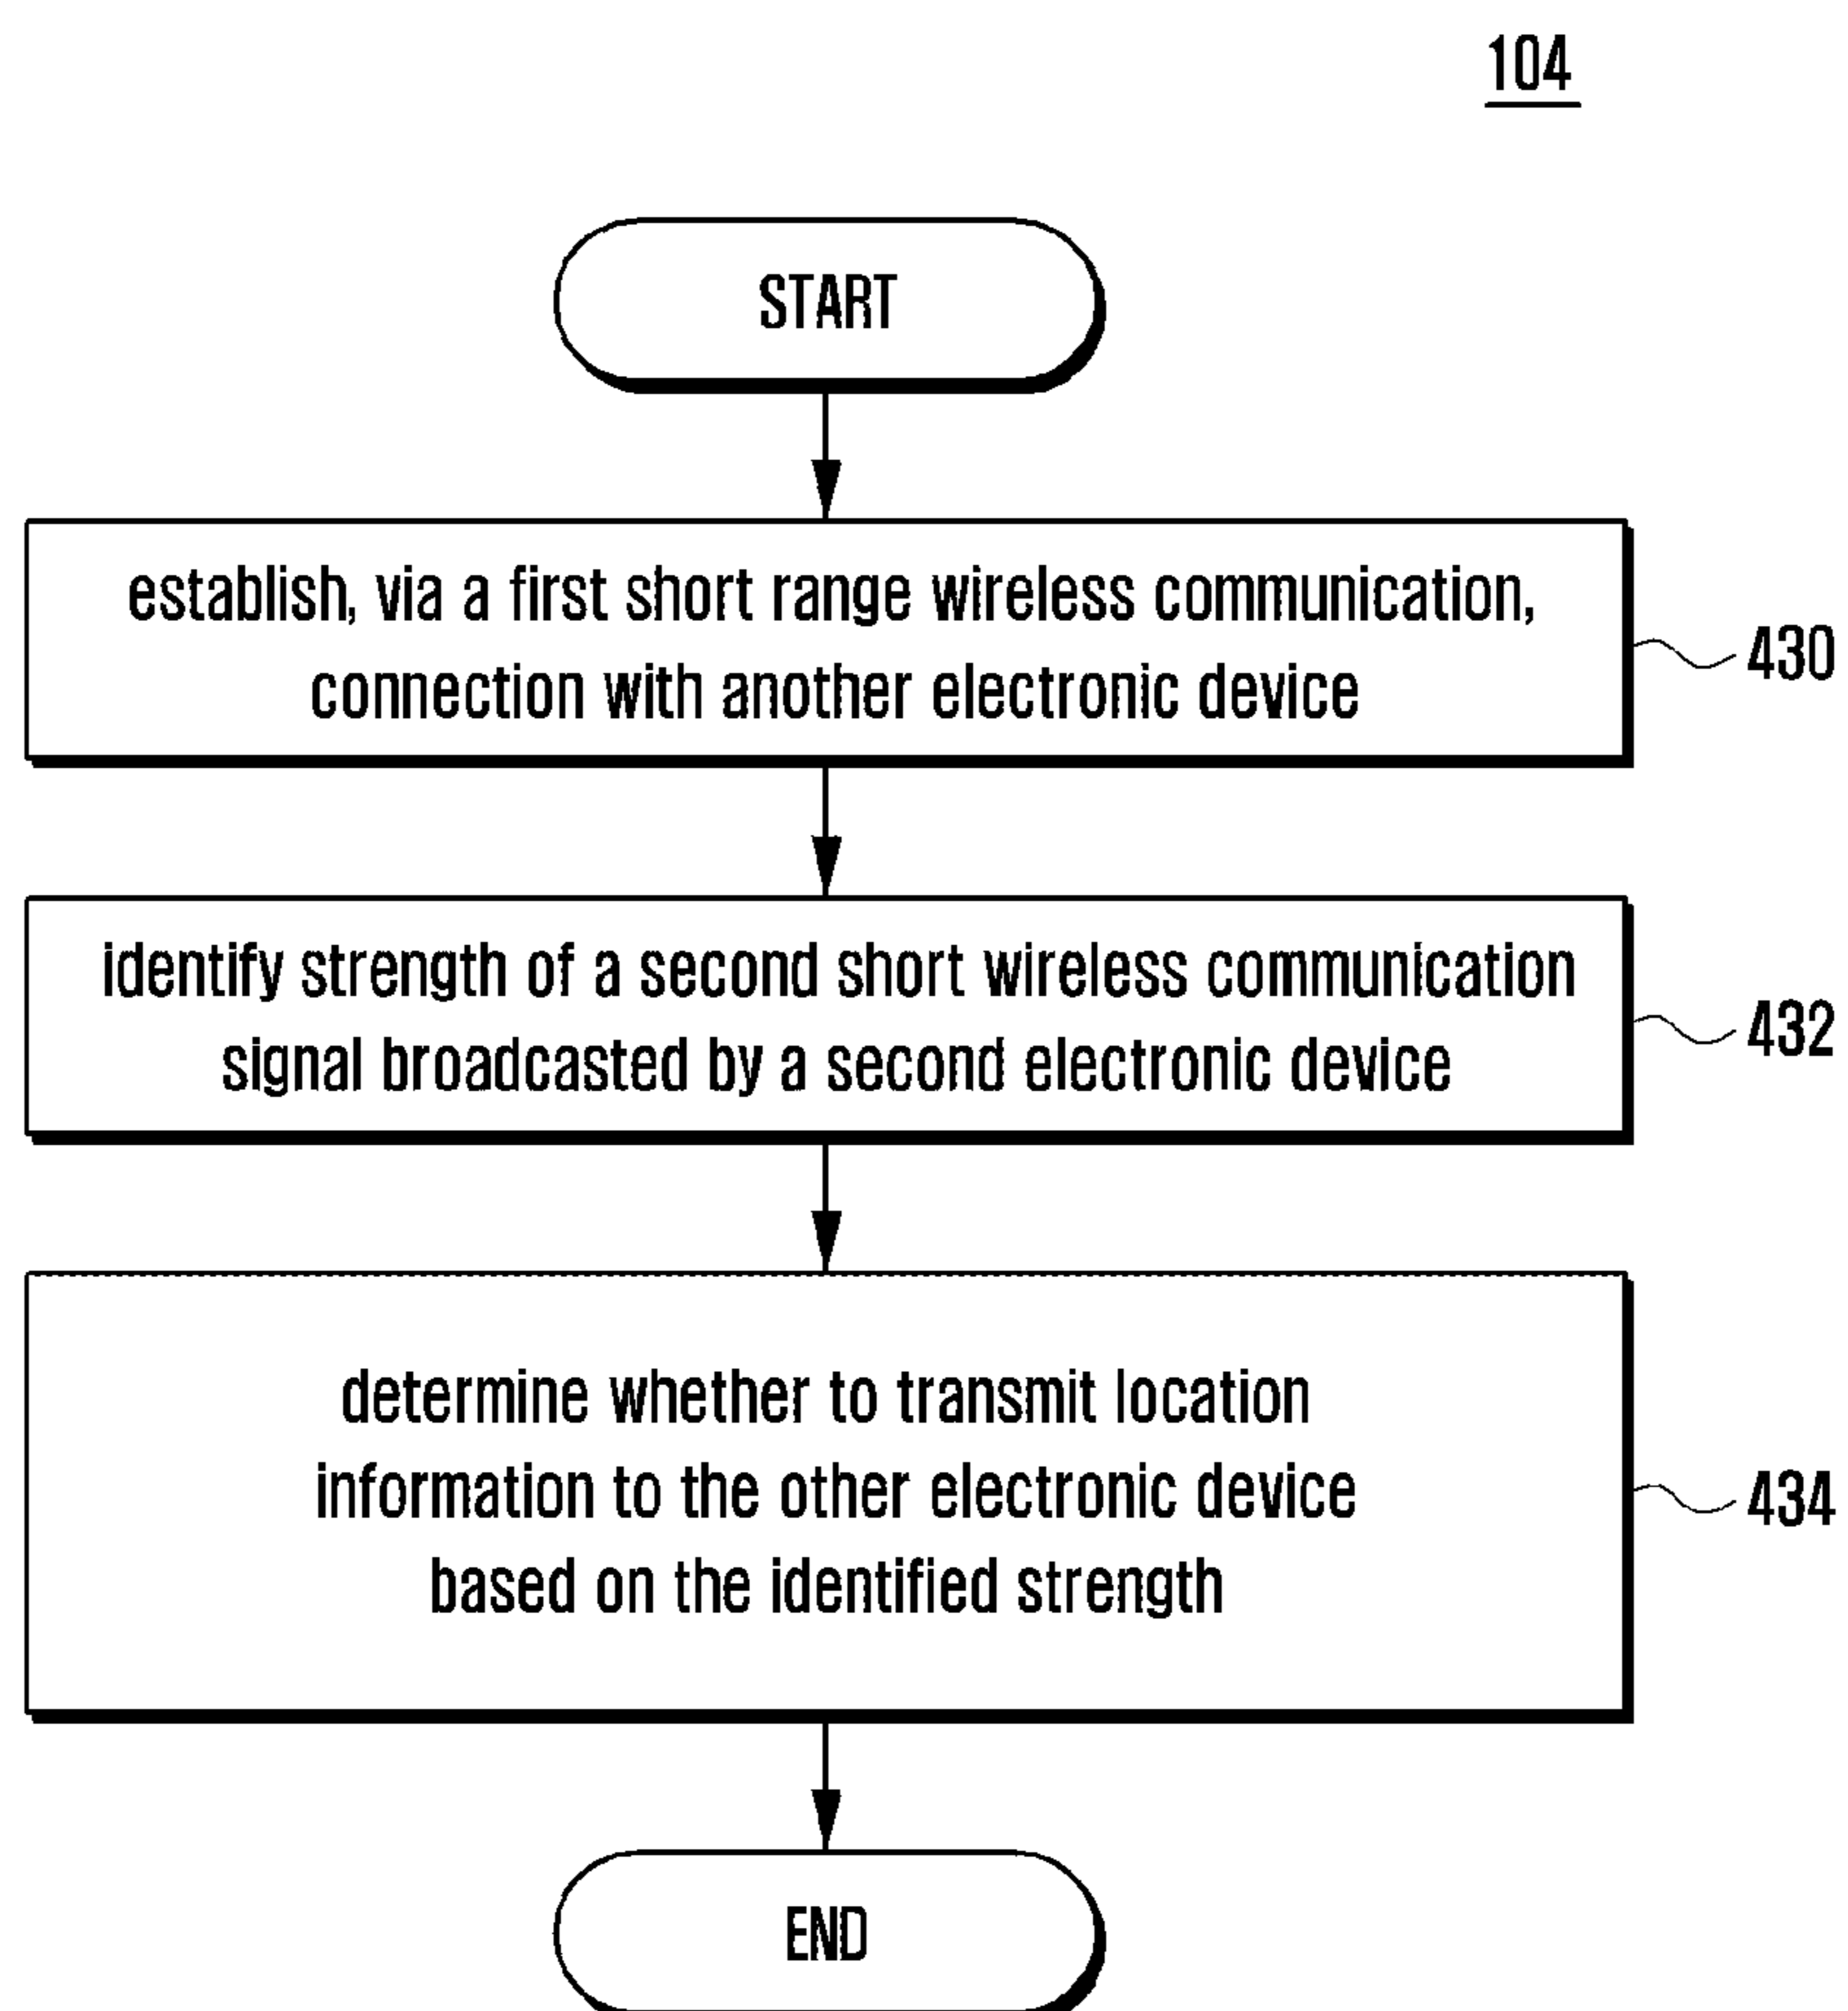 104
START
establish, via a first short range wireless communication,
connection with another electronic device
430
identify strength of a second short wireless communication
signal broadcasted by a second electronic device
432
determine whether to transmit location
information to the other electronic device
based on the identified strength
434
END